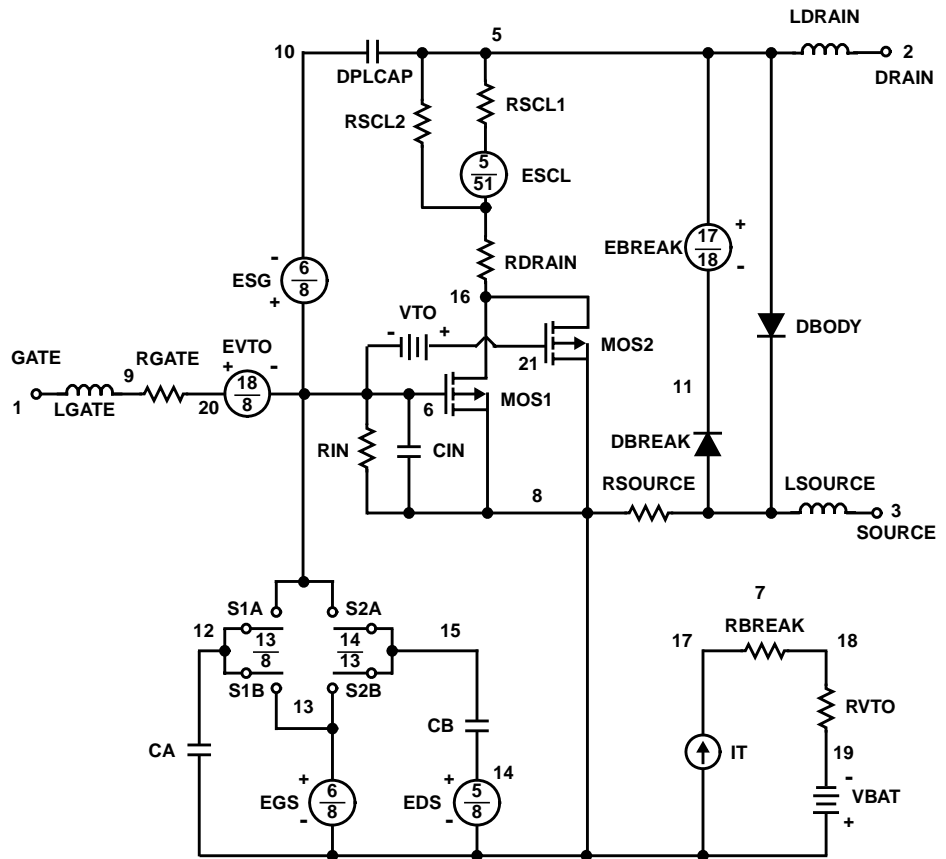 LDRAIN
5
10
2
DPLCAP
DRAIN
RSCL1
RSCL2
5
51
ESCL
+
17
18
EBREAK
-
-
6
8
ESG
+
RDRAIN
16
VTO
-
+
DBODY
MOS2
EVTO
GATE
RGATE
9
+
-
21
11
18
8
6
MOS1
1
LGATE
20
DBREAK
RIN
CIN
LSOURCE
RSOURCE
8
3
SOURCE
7
S1A
S2A
RBREAK
12
15
13
8
14
13
17
18
S1B
S2B
13
RVTO
CB
CA
IT
19
14
+
+
-
EGS
6
8
EDS
5
8
VBAT
-
-
+